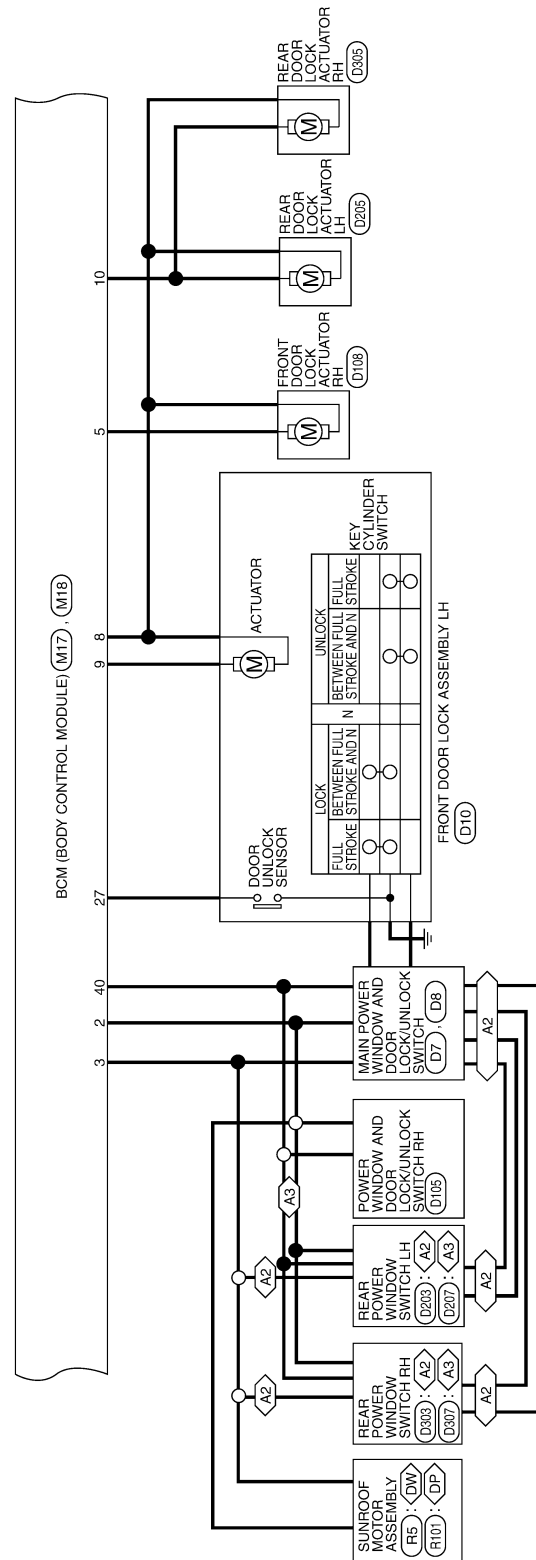 BCM (BODY CONTROL MODULE) M17 , M18
3
2
40
27
9
8
5
10
DOOR
UNLOCK
SENSOR
ACTUATOR
LOCK
N
UNLOCK
FULL
STROKE
BETWEEN FULL
STROKE AND N
BETWEEN FULL
STROKE AND N
FULL
STROKE
KEY
CYLINDER
SWITCH
FRONT DOOR LOCK ASSEMBLY LH
D10
M
FRONT
DOOR
LOCK
ACTUATOR
RH
D108
M
REAR
DOOR
LOCK
ACTUATOR
LH
D205
M
REAR
DOOR
LOCK
ACTUATOR
RH
D305
M
A2
A2
A3
SUNROOF
MOTOR
ASSEMBLY
R5 : DW
R101 : DP
REAR
POWER
WINDOW
SWITCH RH
D303 : A2
D307 : A3
REAR
POWER
WINDOW
SWITCH LH
D203 : A2
D207 : A3
POWER
WINDOW AND
DOOR
LOCK/UNLOCK
SWITCH RH
D105
MAIN POWER
WINDOW AND
DOOR
LOCK/UNLOCK
SWITCH
D7 , D8
A2
A2
A2